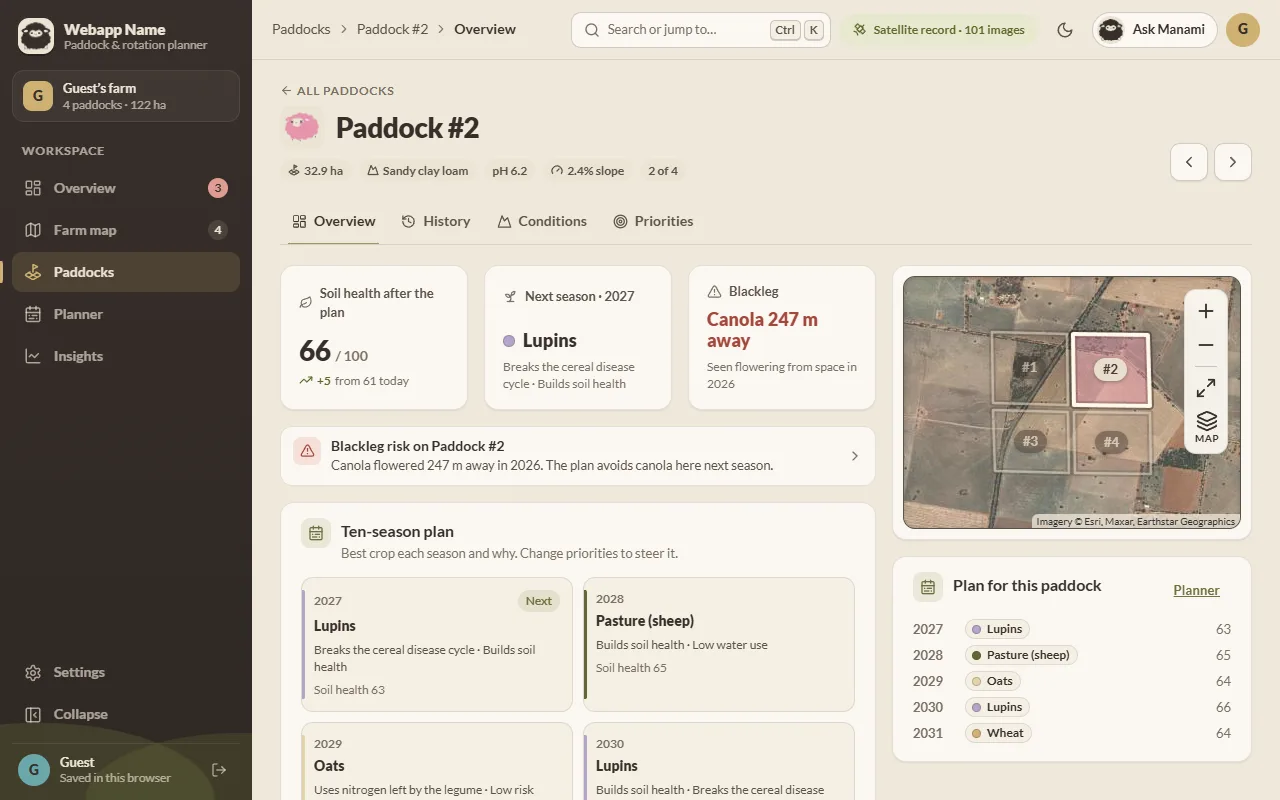 Webapp Name
Paddock & rotation planner
G
Guest's farm
4 paddocks · 122 ha
WORKSPACE
Overview
3
Farm map
4
Paddocks
Planner
Insights
Settings
Collapse
G
Guest
Saved in this browser
Paddocks
Paddock #2
Overview
Search or jump to...
Ctrl
K
Satellite record · 101 images
Ask Manami
G
ALL PADDOCKS
Paddock #2
32.9 ha
Sandy clay loam
pH 6.2
2.4% slope
2 of 4
Overview
History
Conditions
Priorities
Soil health after the
plan
66 / 100
+5 from 61 today
Next season · 2027
Lupins
Breaks the cereal disease
cycle · Builds soil health
Blackleg
Canola 247 m
away
Seen flowering from space in
2026
Blackleg risk on Paddock #2
Canola flowered 247 m away in 2026. The plan avoids canola here next season.
Ten-season plan
Best crop each season and why. Change priorities to steer it.
2027
Next
Lupins
Breaks the cereal disease cycle · Builds soil
health
Soil health 63
2028
Pasture (sheep)
Builds soil health · Low water use
Soil health 65
2029
Oats
Uses nitrogen left by the legume · Low risk
2030
Lupins
Builds soil health · Breaks the cereal disease
#1
#2
#3
#4
MAP
Imagery © Esri, Maxar, Earthstar Geographics
Plan for this paddock
Planner
2027
Lupins
63
2028
Pasture (sheep)
65
2029
Oats
64
2030
Lupins
66
2031
Wheat
64